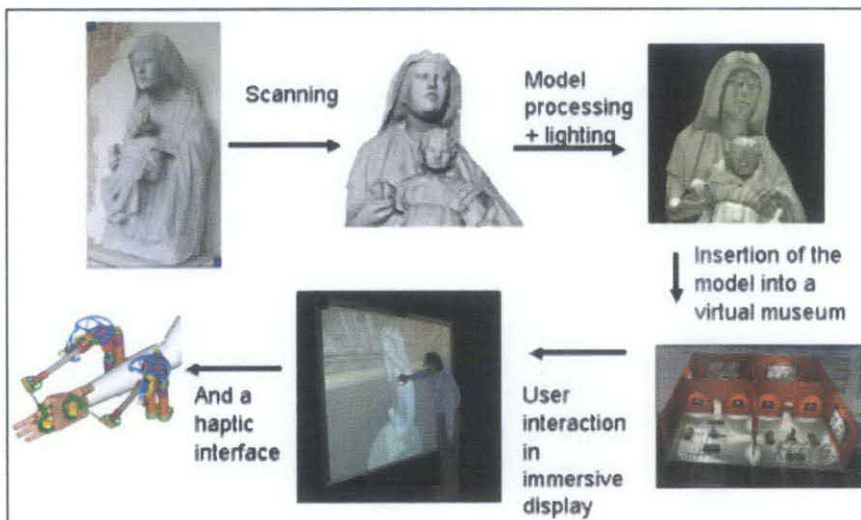 Scanning
Model
processing
+ lighting
Insertion of the
model into a
virtual museum
User
interaction
in
immersive
display
And a
haptic
interface